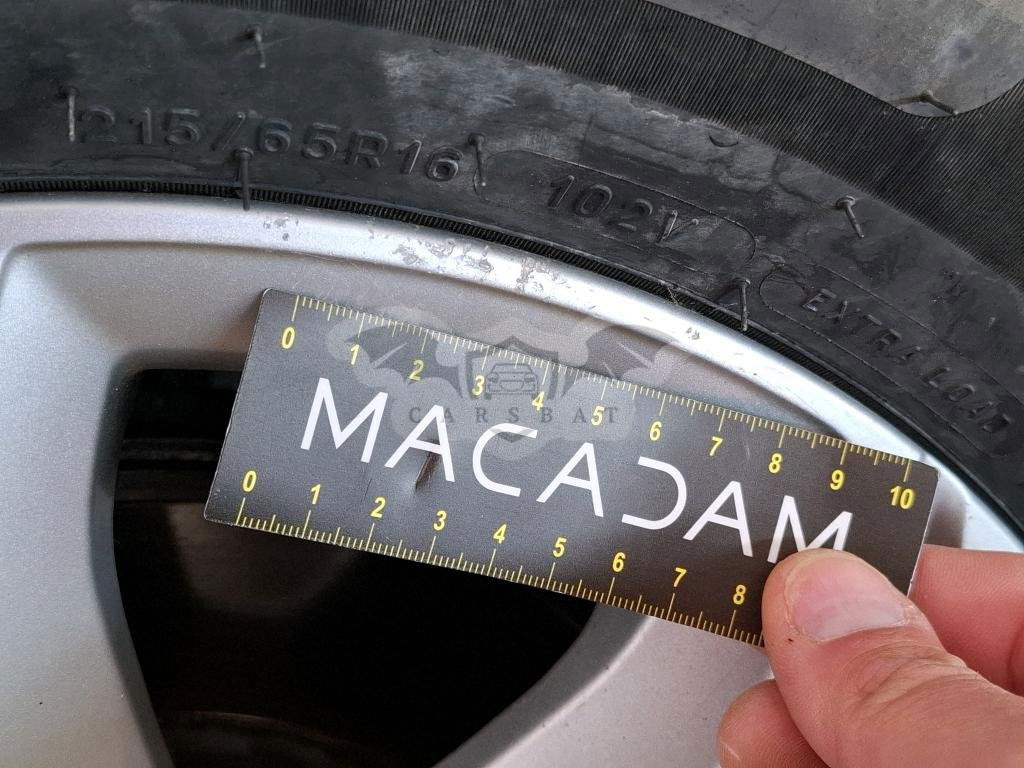 215/65R16 102V
EXTRA LOAD
0 1 2 3 4 5 6 7 8 9 10
CARSBAT
MACADAM
0 1 2 3 4 5 6 7 8